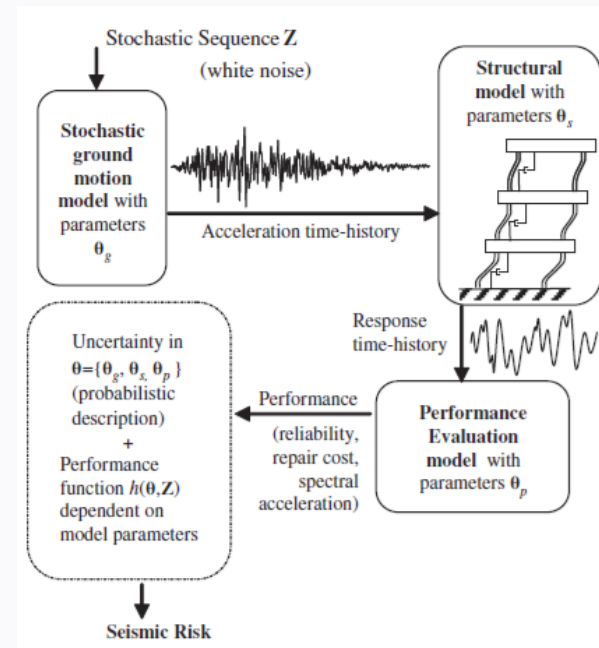 Stochastic Sequence Z
(white noise)
Stochastic
ground
motion
model with
parameters
θg
Acceleration time-history
Structural
model with
parameters θs
Response
time-history
Performance
Evaluation
model with
parameters θp
Performance
(reliability,
repair cost,
spectral
acceleration)
Uncertainty in
θ={θg, θs, θp }
(probabilistic
description)
+
Performance
function h(θ,Z)
dependent on
model parameters
Seismic Risk